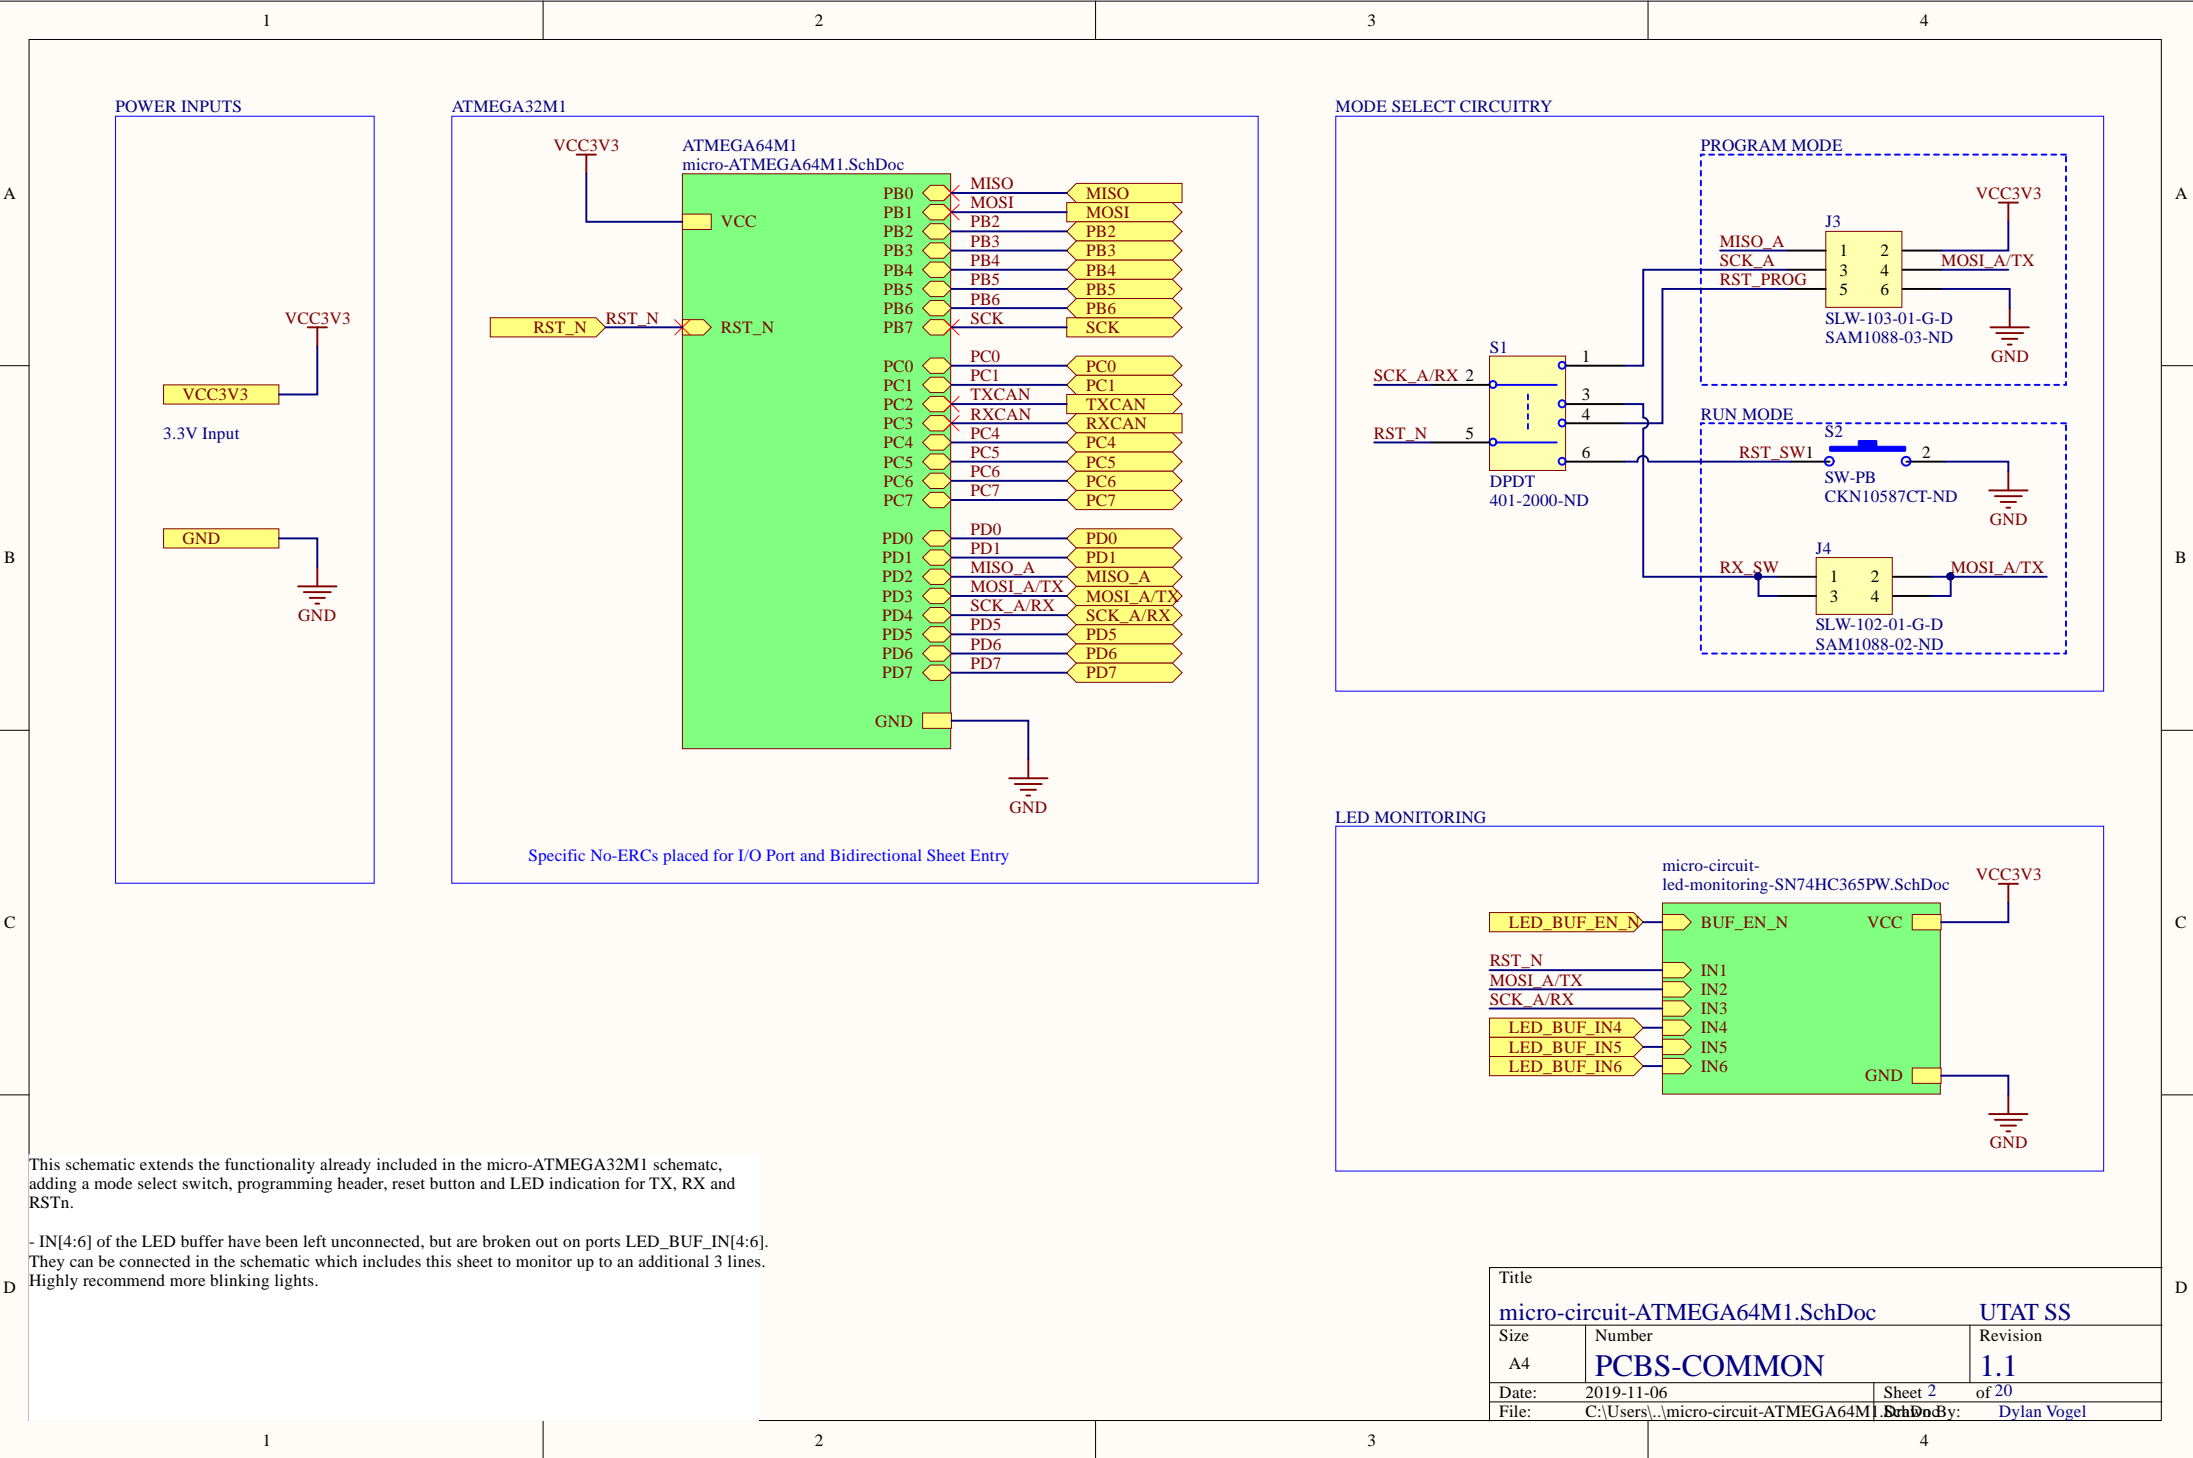 1 2 3 4
A
B
C
D
A
B
C
D
POWER INPUTS
VCC3V3
VCC3V3
3.3V Input
GND
GND
ATMEGA32M1
VCC3V3
ATMEGA64M1
micro-ATMEGA64M1.SchDoc
VCC
RST_N RST_N RST_N
PB0 MISO MISO
PB1 MOSI MOSI
PB2 PB2 PB2
PB3 PB3 PB3
PB4 PB4 PB4
PB5 PB5 PB5
PB6 PB6 PB6
PB7 SCK SCK
PC0 PC0 PC0
PC1 PC1 PC1
PC2 TXCAN TXCAN
PC3 RXCAN RXCAN
PC4 PC4 PC4
PC5 PC5 PC5
PC6 PC6 PC6
PC7 PC7 PC7
PD0 PD0 PD0
PD1 PD1 PD1
PD2 MISO_A MISO_A
PD3 MOSI_A/TX MOSI_A/TX
PD4 SCK_A/RX SCK_A/RX
PD5 PD5 PD5
PD6 PD6 PD6
PD7 PD7 PD7
GND
GND
Specific No-ERCs placed for I/O Port and Bidirectional Sheet Entry
MODE SELECT CIRCUITRY
PROGRAM MODE
VCC3V3
J3
MISO_A 1 2
SCK_A 3 4 MOSI_A/TX
RST_PROG 5 6
SLW-103-01-G-D
SAM1088-03-ND
GND
S1
1
SCK_A/RX 2
3
4
RST_N 5
6
DPDT
401-2000-ND
RUN MODE
S2
RST_SW 1 2
SW-PB
CKN10587CT-ND
GND
J4
RX_SW 1 2 MOSI_A/TX
3 4
SLW-102-01-G-D
SAM1088-02-ND
LED MONITORING
micro-circuit-
led-monitoring-SN74HC365PW.SchDoc
VCC3V3
LED_BUF_EN_N BUF_EN_N VCC
RST_N IN1
MOSI_A/TX IN2
SCK_A/RX IN3
LED_BUF_IN4 IN4
LED_BUF_IN5 IN5
LED_BUF_IN6 IN6
GND
GND
This schematic extends the functionality already included in the micro-ATMEGA32M1 schematc,
adding a mode select switch, programming header, reset button and LED indication for TX, RX and
RSTn.
- IN[4:6] of the LED buffer have been left unconnected, but are broken out on ports LED_BUF_IN[4:6].
They can be connected in the schematic which includes this sheet to monitor up to an additional 3 lines.
Highly recommend more blinking lights.
Title
micro-circuit-ATMEGA64M1.SchDoc UTAT SS
Size Number Revision
A4 PCBS-COMMON 1.1
Date: 2019-11-06 Sheet 2 of 20
File: C:\Users\..\micro-circuit-ATMEGA64M1.SchDoc Drawn By: Dylan Vogel
1 2 3 4